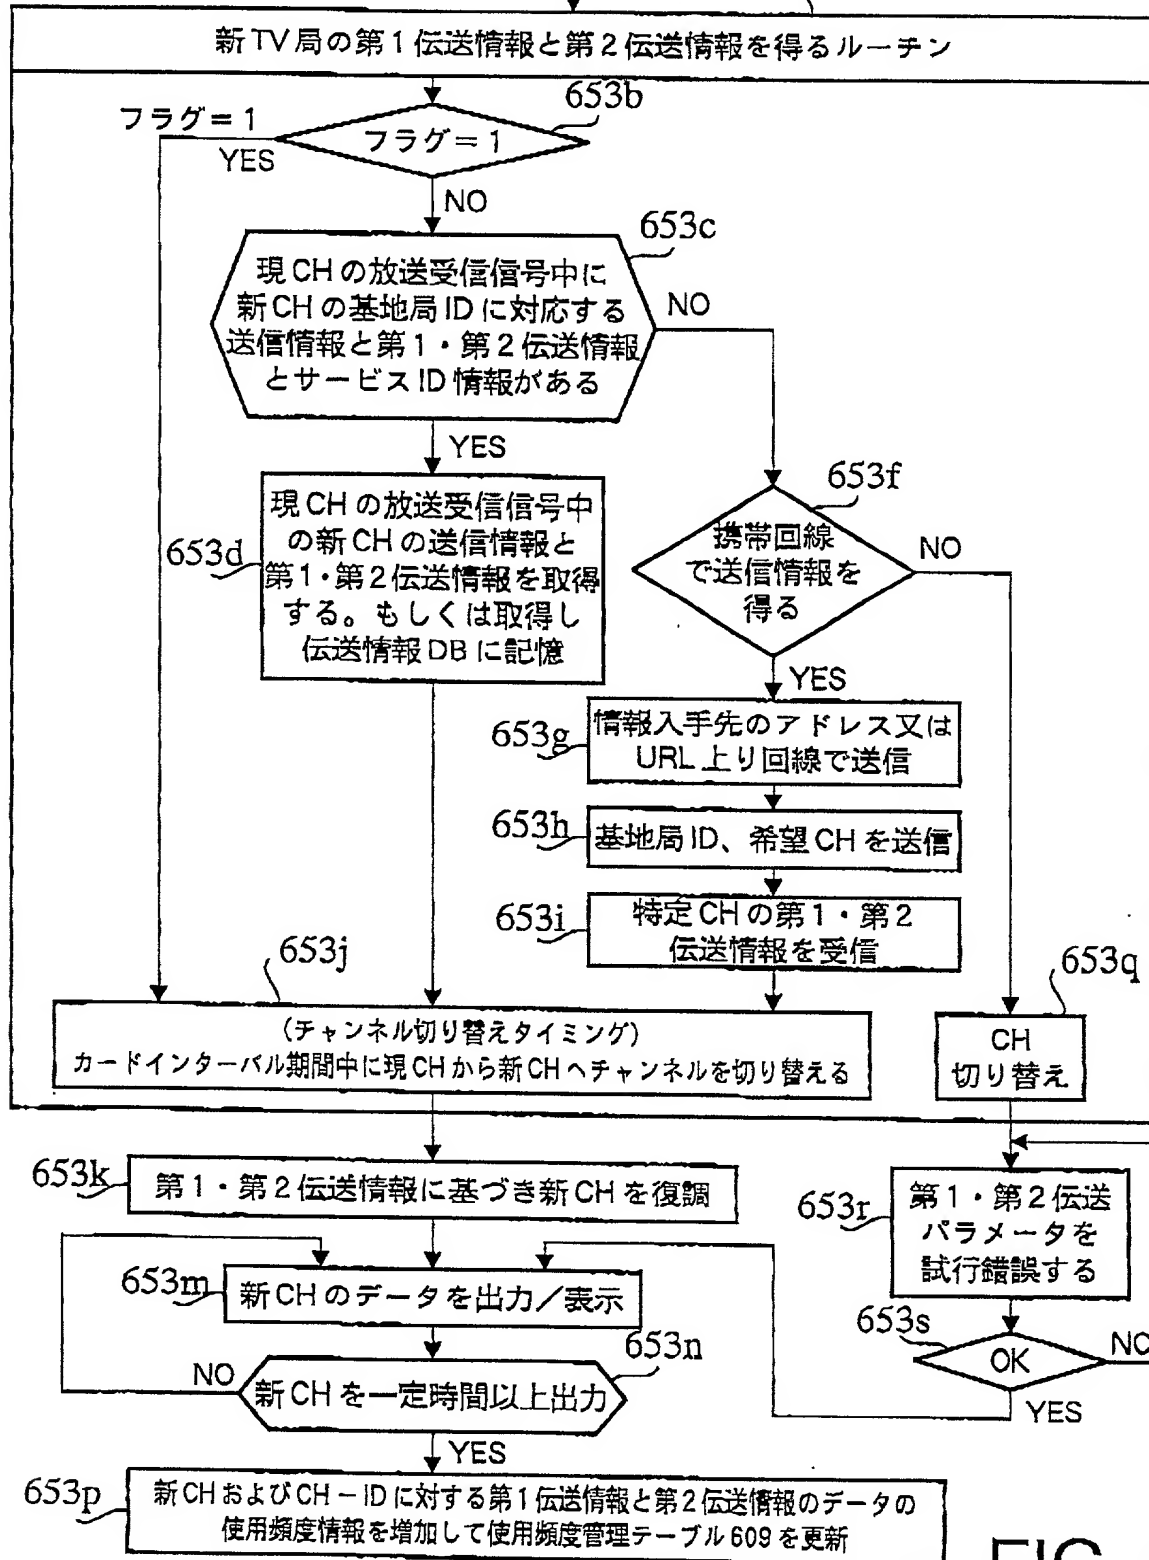 新TV局の第1伝送情報と第2伝送情報を得るルーチン
653b
フラグ＝1
YES
フラグ＝1
NO
653c
現CHの放送受信信号中に
新CHの基地局IDに対応する
送信情報と第1・第2伝送情報
とサービスID情報がある
NO
YES
653d
現CHの放送受信信号中
の新CHの送信情報と
第1・第2伝送情報を取得
する。もしくは取得し
伝送情報DBに記憶
653f
携帯回線
で送信情報を
得る
NO
YES
653g
情報入手先のアドレス又は
URL上り回線で送信
653h
基地局ID、希望CHを送信
653i
特定CHの第1・第2
伝送情報を受信
653j
(チャンネル切り替えタイミング)
カードインターバル期間中に現CHから新CHへチャンネルを切り替える
653q
CH
切り替え
653k
第1・第2伝送情報に基づき新CHを復調
653r
第1・第2伝送
パラメータを
試行錯誤する
653m
新CHのデータを出力／表示
653s
OK
NO
YES
653n
新CHを一定時間以上出力
NO
YES
653p
新CHおよびCH－IDに対する第1伝送情報と第2伝送情報のデータの
使用頻度情報を増加して使用頻度管理テーブル609を更新
FIG